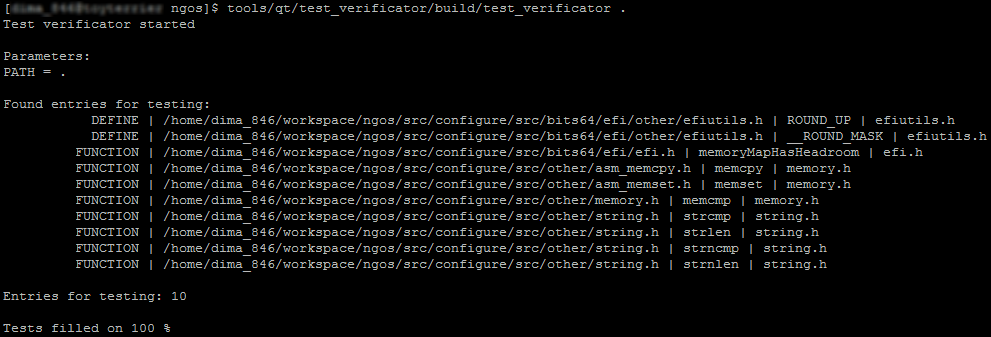 [ ngos]$ tools/qt/test_verificator/build/test_verificator .
Test verificator started
Parameters:
PATH = .
Found entries for testing:
DEFINE | /home/dima_846/workspace/ngos/src/configure/src/bits64/efi/other/efiutils.h | ROUND_UP | efiutils.h
DEFINE | /home/dima_846/workspace/ngos/src/configure/src/bits64/efi/other/efiutils.h | __ROUND_MASK | efiutils.h
FUNCTION | /home/dima_846/workspace/ngos/src/configure/src/bits64/efi/efi.h | memoryMapHasHeadroom | efi.h
FUNCTION | /home/dima_846/workspace/ngos/src/configure/src/other/asm_memcpy.h | memcpy | memory.h
FUNCTION | /home/dima_846/workspace/ngos/src/configure/src/other/asm_memset.h | memset | memory.h
FUNCTION | /home/dima_846/workspace/ngos/src/configure/src/other/memory.h | memcmp | memory.h
FUNCTION | /home/dima_846/workspace/ngos/src/configure/src/other/string.h | strcmp | string.h
FUNCTION | /home/dima_846/workspace/ngos/src/configure/src/other/string.h | strlen | string.h
FUNCTION | /home/dima_846/workspace/ngos/src/configure/src/other/string.h | strncmp | string.h
FUNCTION | /home/dima_846/workspace/ngos/src/configure/src/other/string.h | strnlen | string.h
Entries for testing: 10
Tests filled on 100 %